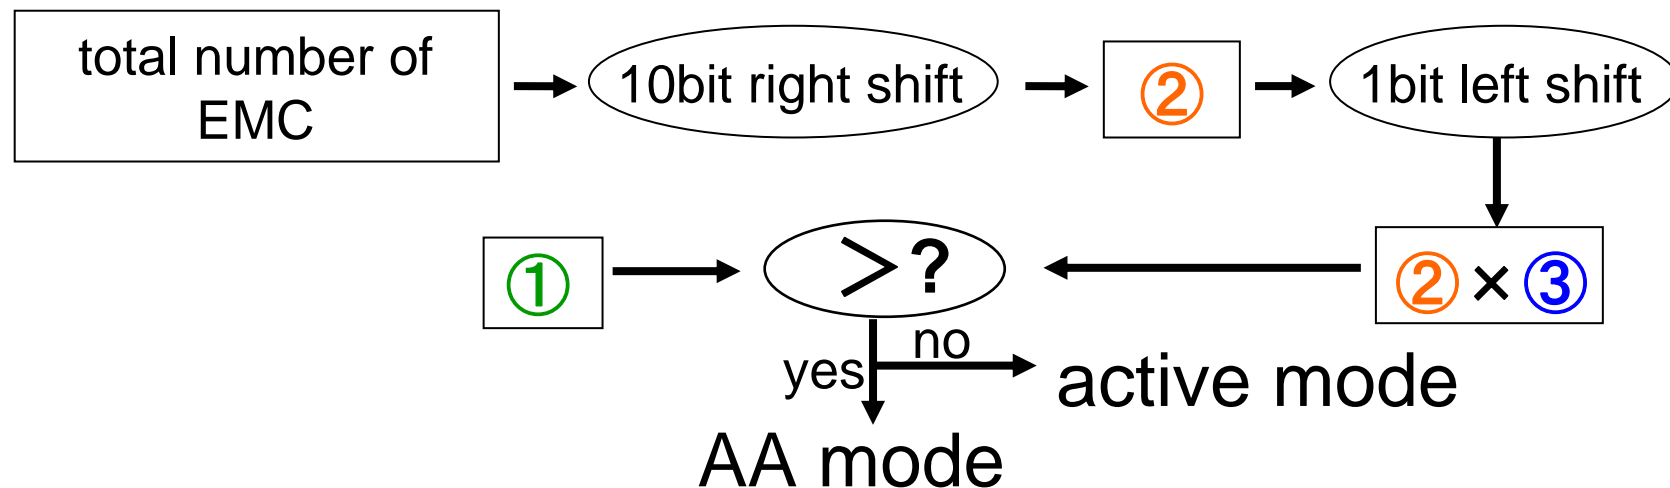 total number of
EMC
10bit right shift
②
1bit left shift
①
>?
②×③
yes
no
active mode
AA mode